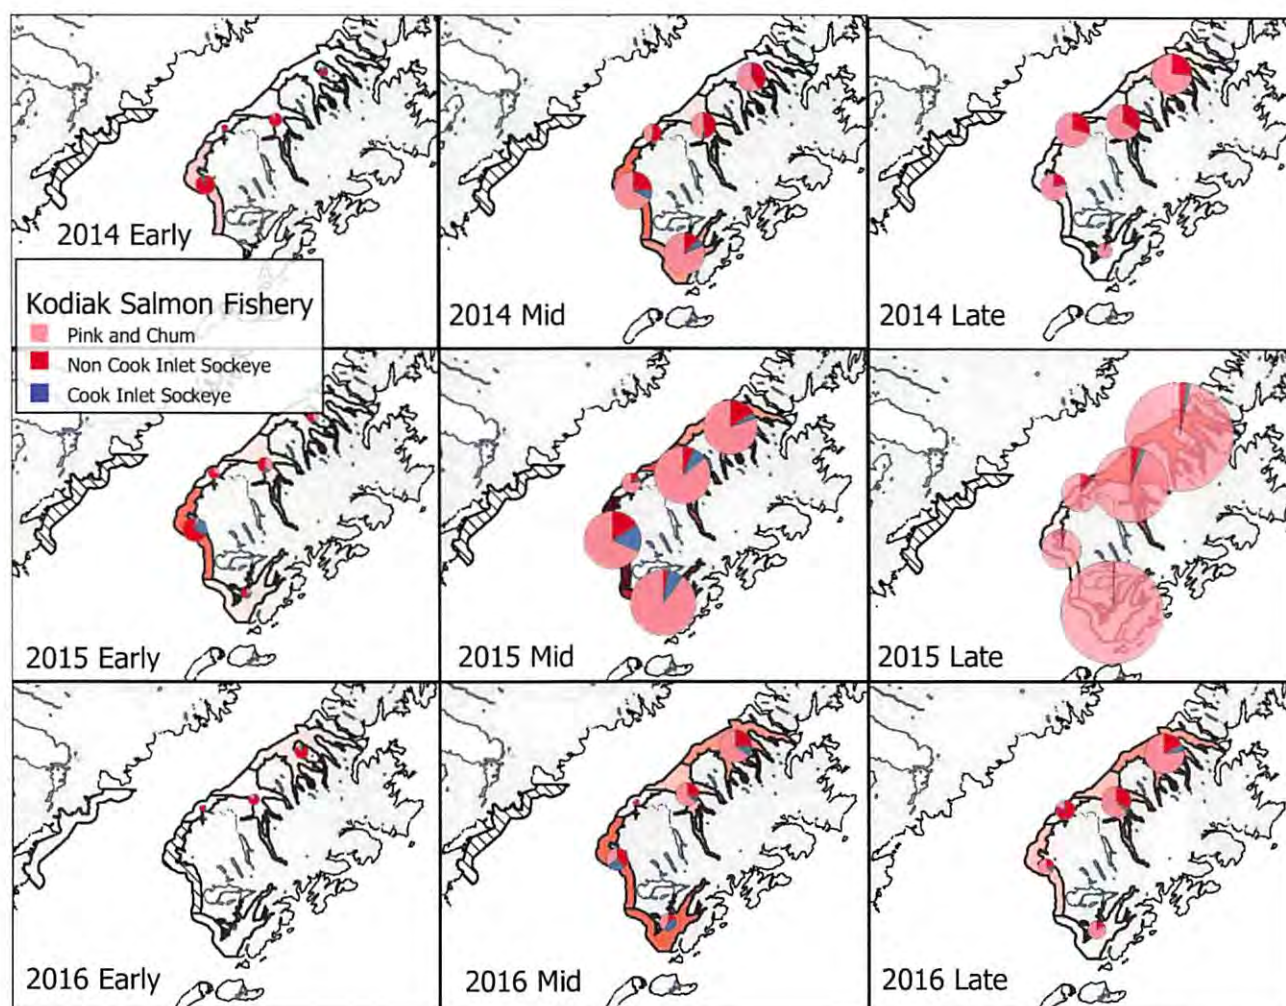 2014 Early
2014 Mid
2014 Late
Kodiak Salmon Fishery
Pink and Chum
Non Cook Inlet Sockeye
Cook Inlet Sockeye
2015 Early
2015 Mid
2015 Late
2016 Early
2016 Mid
2016 Late